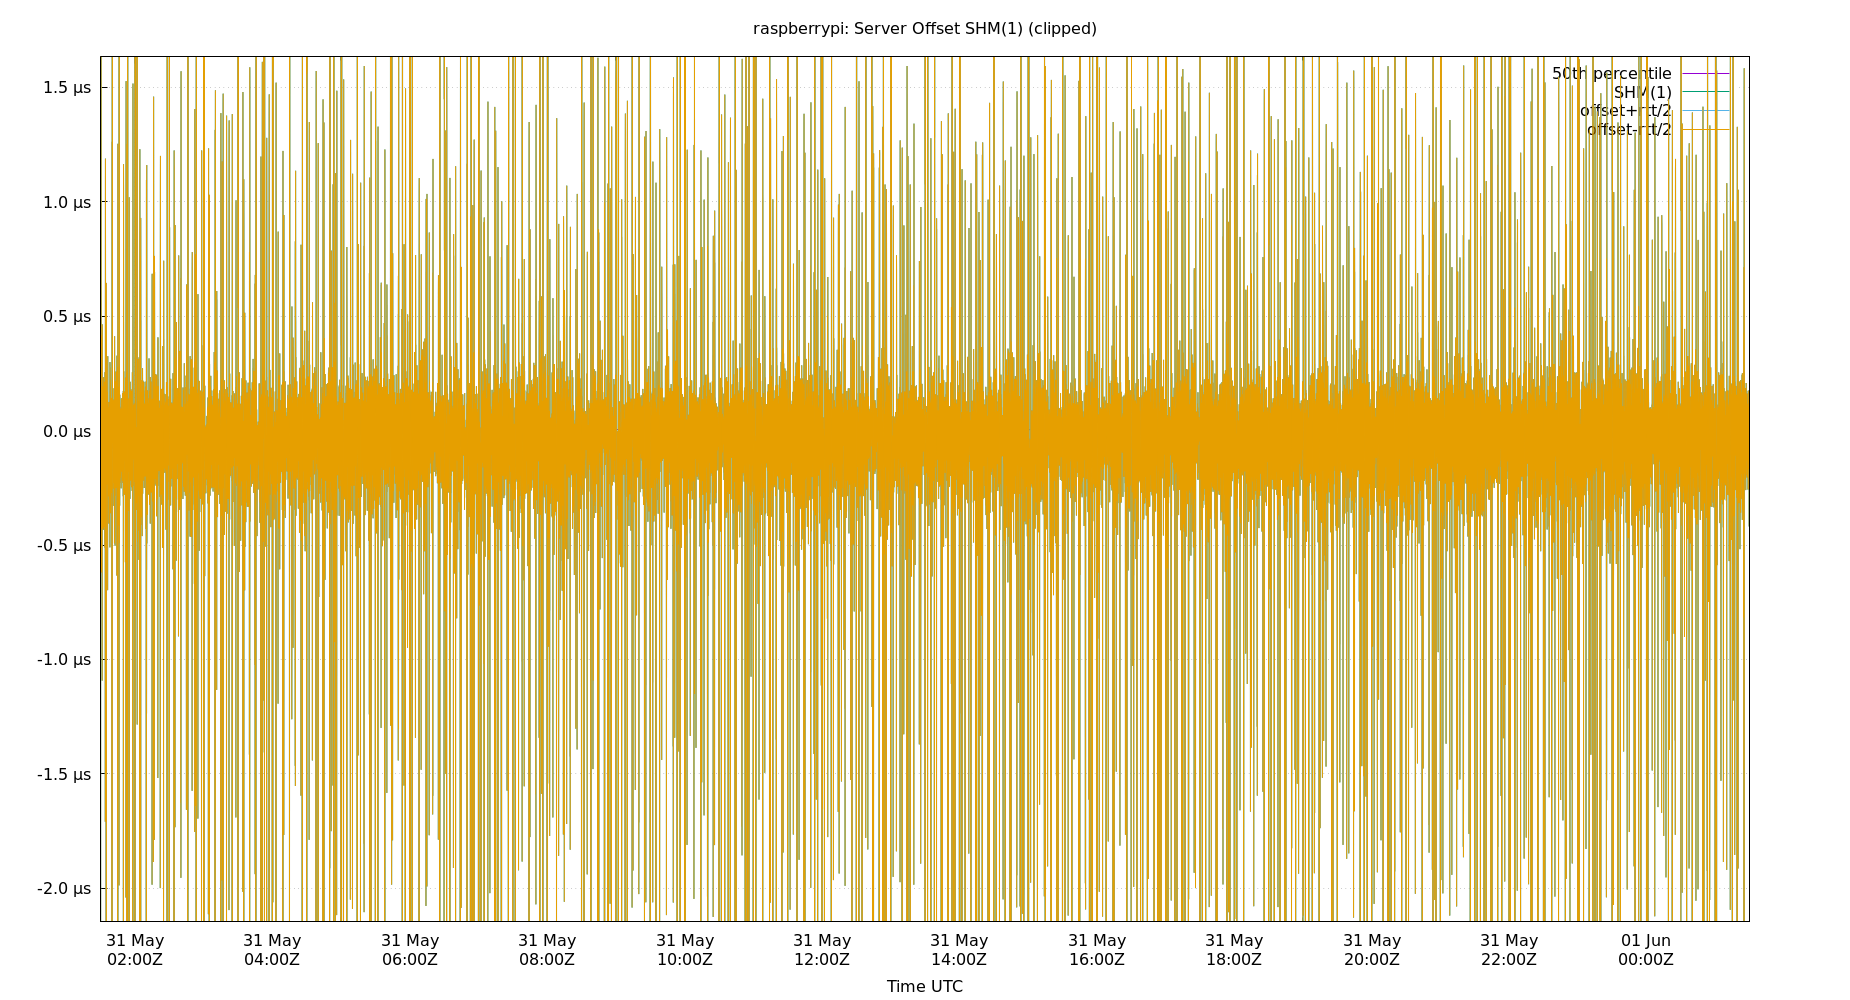 raspberrypi: Server Offset SHM(1) (clipped)
50th percentile
SHM(1)
offset+rtt/2
offset-rtt/2
1.5 µs
1.0 µs
0.5 µs
0.0 µs
-0.5 µs
-1.0 µs
-1.5 µs
-2.0 µs
31 May 31 May 31 May 31 May 31 May 31 May 31 May 31 May 31 May 31 May 31 May 01 Jun
02:00Z 04:00Z 06:00Z 08:00Z 10:00Z 12:00Z 14:00Z 16:00Z 18:00Z 20:00Z 22:00Z 00:00Z
Time UTC